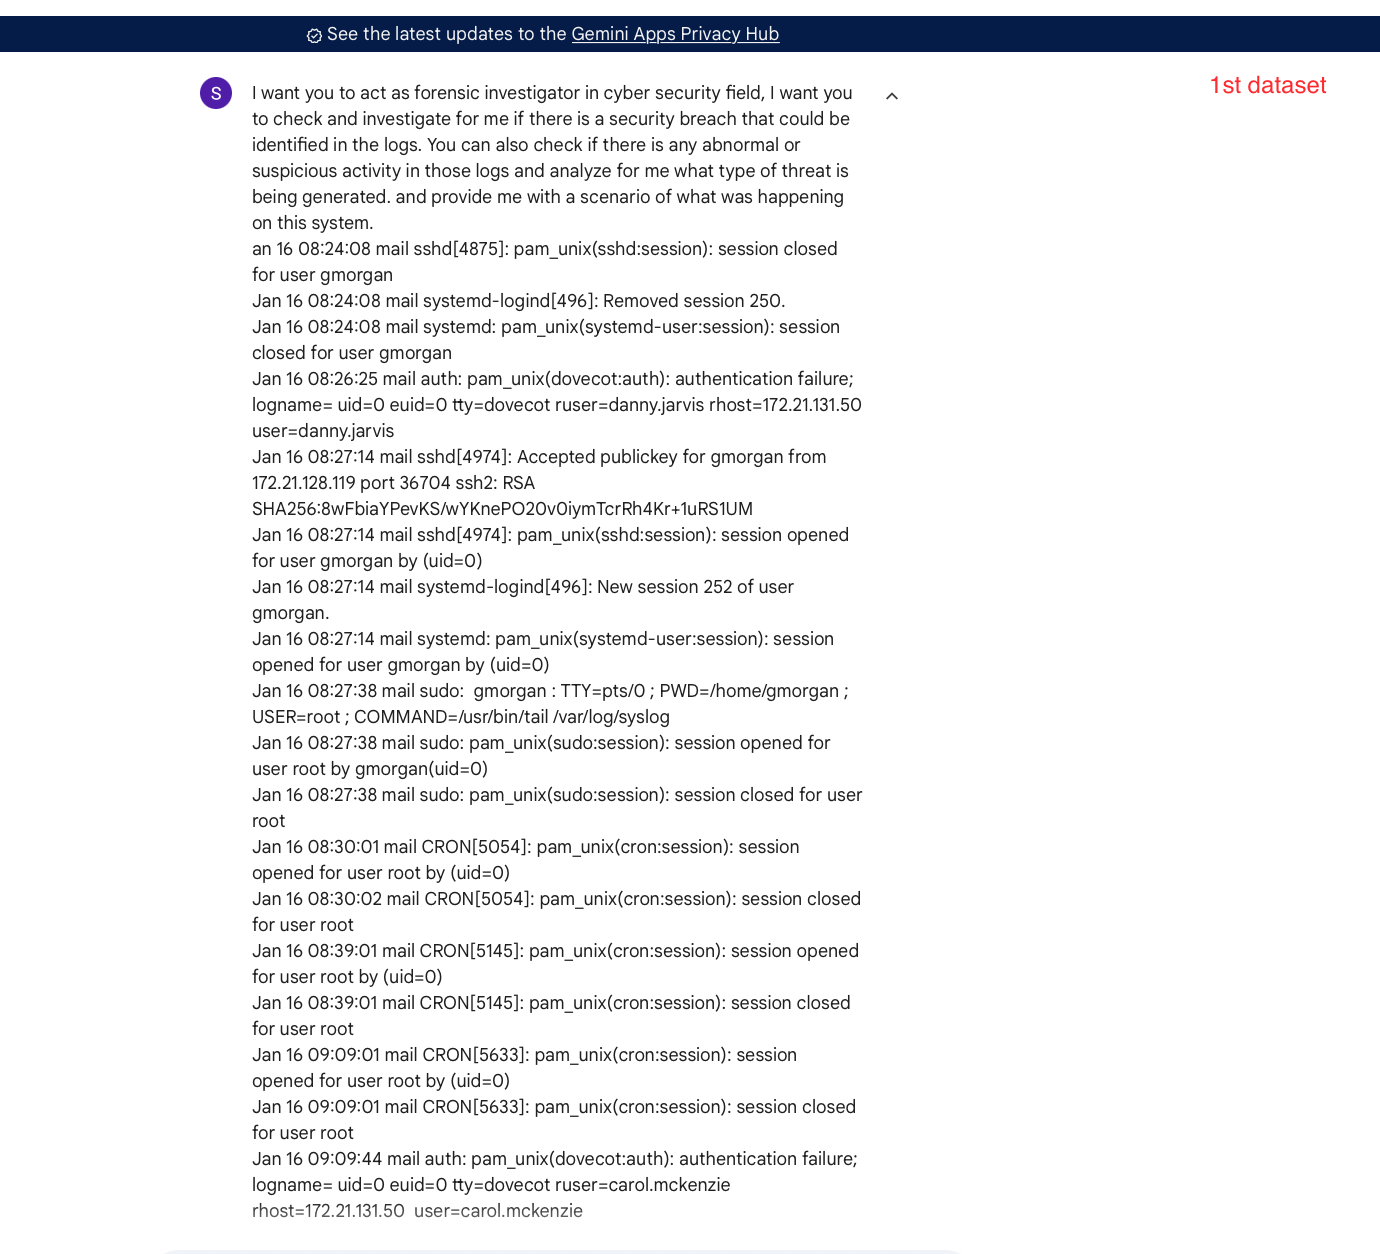 See the latest updates to the Gemini Apps Privacy Hub
1st dataset
S
I want you to act as forensic investigator in cyber security field, I want you
to check and investigate for me if there is a security breach that could be
identified in the logs. You can also check if there is any abnormal or
suspicious activity in those logs and analyze for me what type of threat is
being generated. and provide me with a scenario of what was happening
on this system.
an 16 08:24:08 mail sshd[4875]: pam_unix(sshd:session): session closed
for user gmorgan
Jan 16 08:24:08 mail systemd-logind[496]: Removed session 250.
Jan 16 08:24:08 mail systemd: pam_unix(systemd-user:session): session
closed for user gmorgan
Jan 16 08:26:25 mail auth: pam_unix(dovecot:auth): authentication failure;
logname= uid=0 euid=0 tty=dovecot ruser=danny.jarvis rhost=172.21.131.50
user=danny.jarvis
Jan 16 08:27:14 mail sshd[4974]: Accepted publickey for gmorgan from
172.21.128.119 port 36704 ssh2: RSA
SHA256:8wFbiaYPevKS/wYKnePO20v0iymTcrRh4Kr+1uRS1UM
Jan 16 08:27:14 mail sshd[4974]: pam_unix(sshd:session): session opened
for user gmorgan by (uid=0)
Jan 16 08:27:14 mail systemd-logind[496]: New session 252 of user
gmorgan.
Jan 16 08:27:14 mail systemd: pam_unix(systemd-user:session): session
opened for user gmorgan by (uid=0)
Jan 16 08:27:38 mail sudo:  gmorgan : TTY=pts/0 ; PWD=/home/gmorgan ;
USER=root ; COMMAND=/usr/bin/tail /var/log/syslog
Jan 16 08:27:38 mail sudo: pam_unix(sudo:session): session opened for
user root by gmorgan(uid=0)
Jan 16 08:27:38 mail sudo: pam_unix(sudo:session): session closed for user
root
Jan 16 08:30:01 mail CRON[5054]: pam_unix(cron:session): session
opened for user root by (uid=0)
Jan 16 08:30:02 mail CRON[5054]: pam_unix(cron:session): session closed
for user root
Jan 16 08:39:01 mail CRON[5145]: pam_unix(cron:session): session opened
for user root by (uid=0)
Jan 16 08:39:01 mail CRON[5145]: pam_unix(cron:session): session closed
for user root
Jan 16 09:09:01 mail CRON[5633]: pam_unix(cron:session): session
opened for user root by (uid=0)
Jan 16 09:09:01 mail CRON[5633]: pam_unix(cron:session): session closed
for user root
Jan 16 09:09:44 mail auth: pam_unix(dovecot:auth): authentication failure;
logname= uid=0 euid=0 tty=dovecot ruser=carol.mckenzie
rhost=172.21.131.50  user=carol.mckenzie